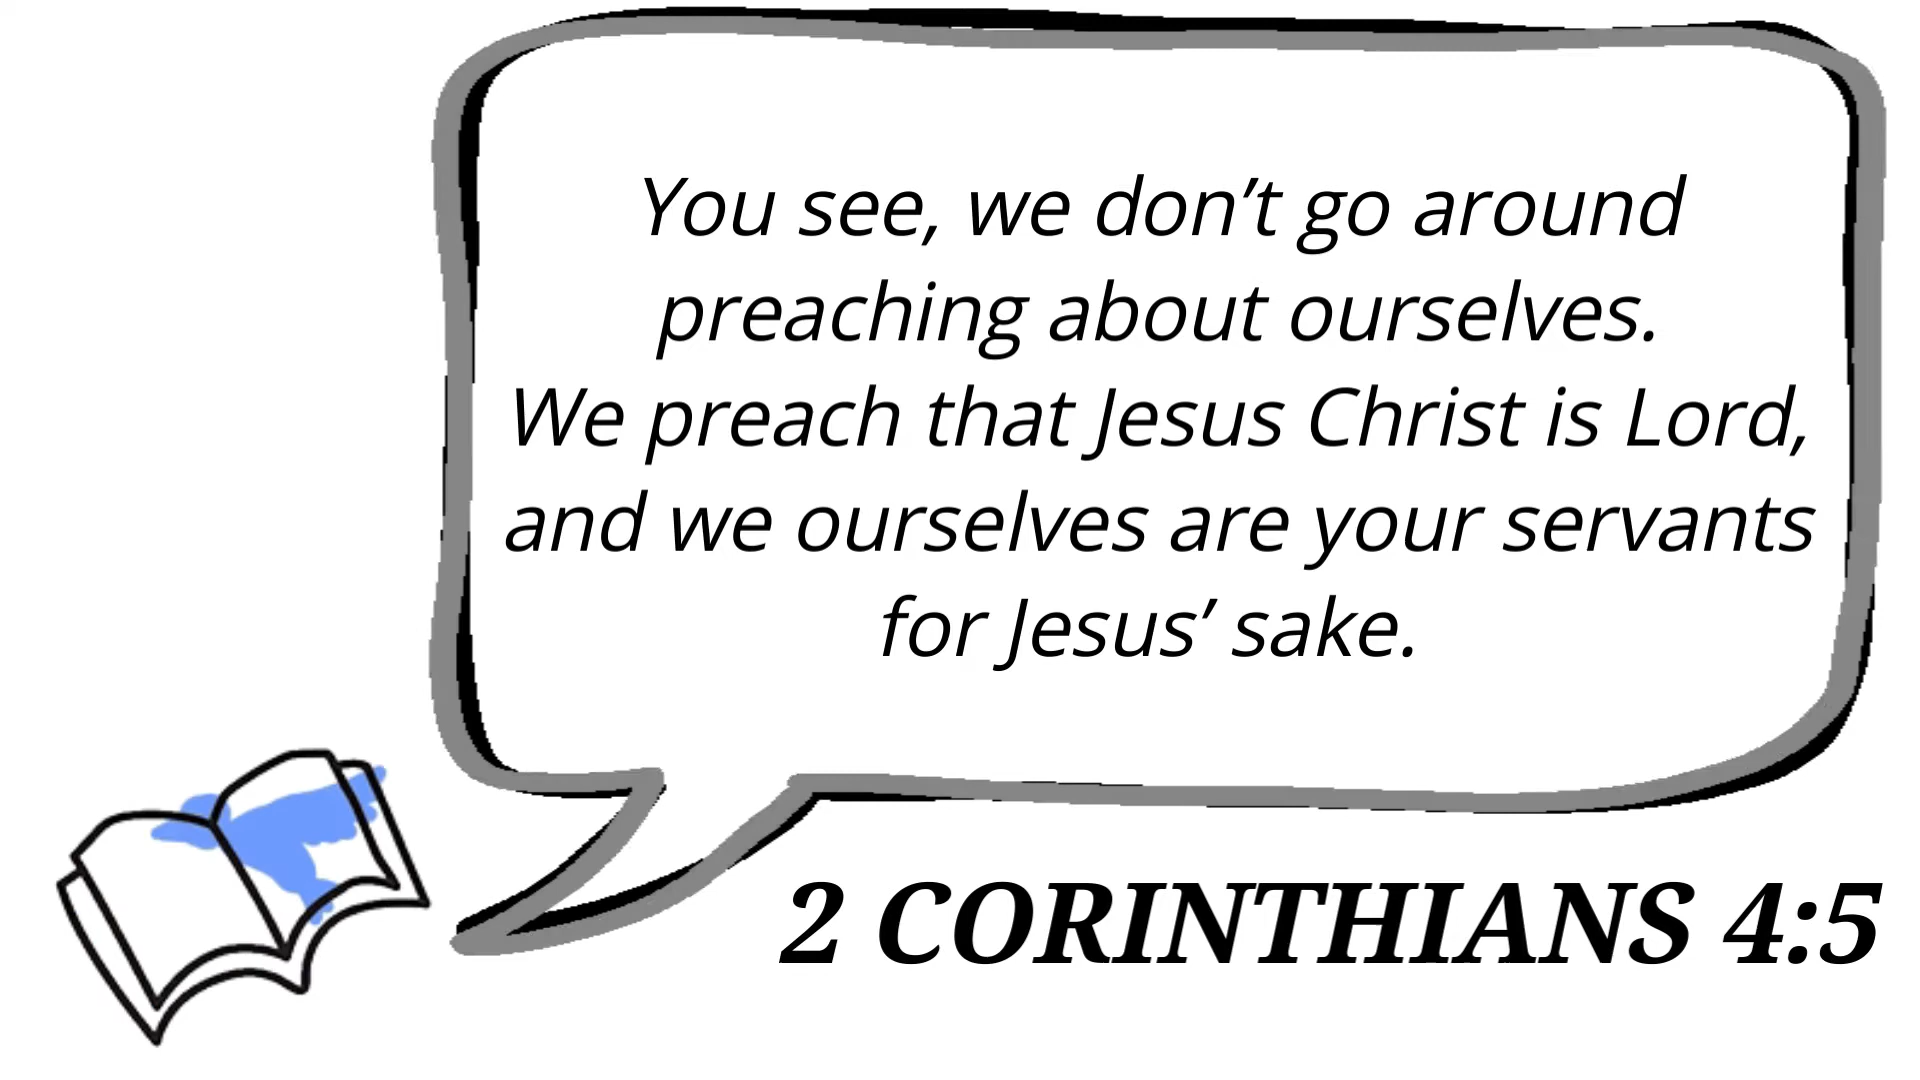 You see, we don’t go around
preaching about ourselves.
We preach that Jesus Christ is Lord,
and we ourselves are your servants
for Jesus’ sake.
2 CORINTHIANS 4:5